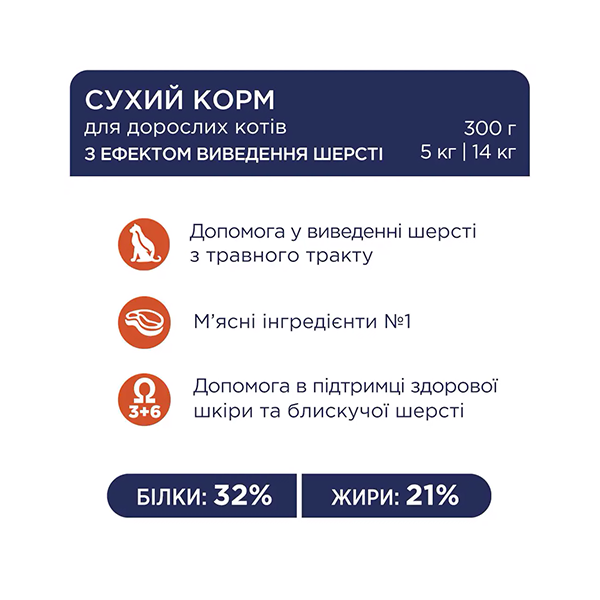 СУХИЙ КОРМ
для дорослих котів
300 г
З ЕФЕКТОМ ВИВЕДЕННЯ ШЕРСТІ
5 кг | 14 кг
Допомога у виведенні шерсті
з травного тракту
М’ясні інгредієнти №1
Ω
3+6
Допомога в підтримці здорової
шкіри та блискучої шерсті
БІЛКИ: 32%
ЖИРИ: 21%